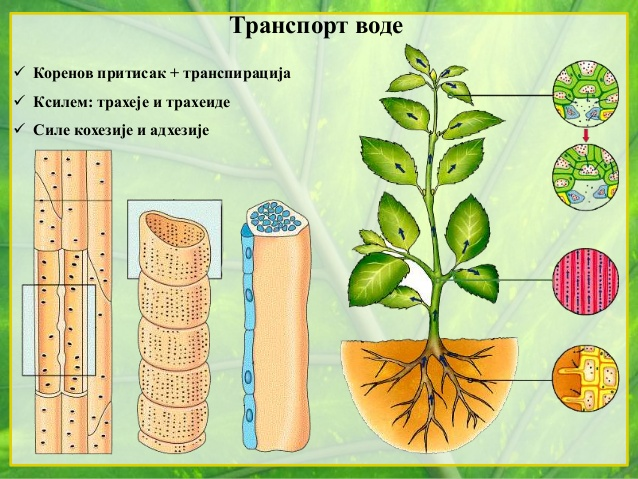 Транспорт воде
✓ Коренов притисак + транспирација
✓ Ксилем: трахеје и трахеиде
✓ Силе кохезије и адхезије